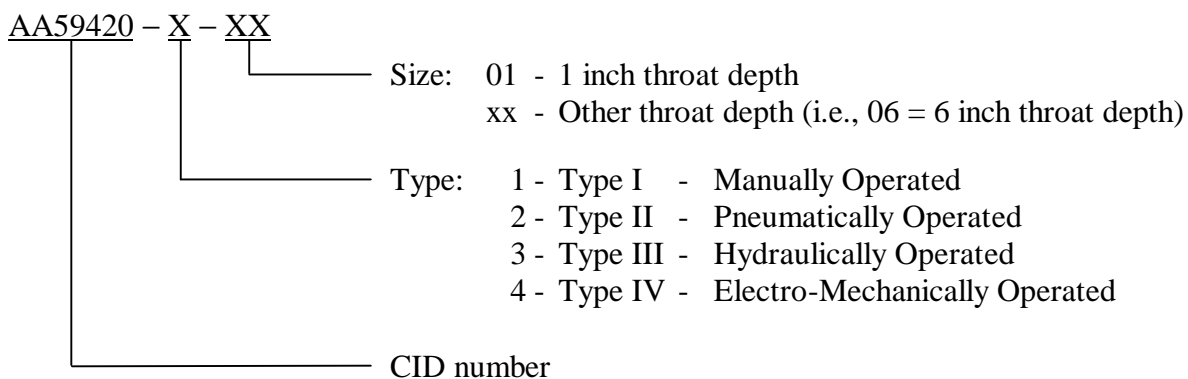 AA59420 – X – XX
Size: 01 - 1 inch throat depth
xx - Other throat depth (i.e., 06 = 6 inch throat depth)
Type: 1 - Type I - Manually Operated
2 - Type II - Pneumatically Operated
3 - Type III - Hydraulically Operated
4 - Type IV - Electro-Mechanically Operated
CID number